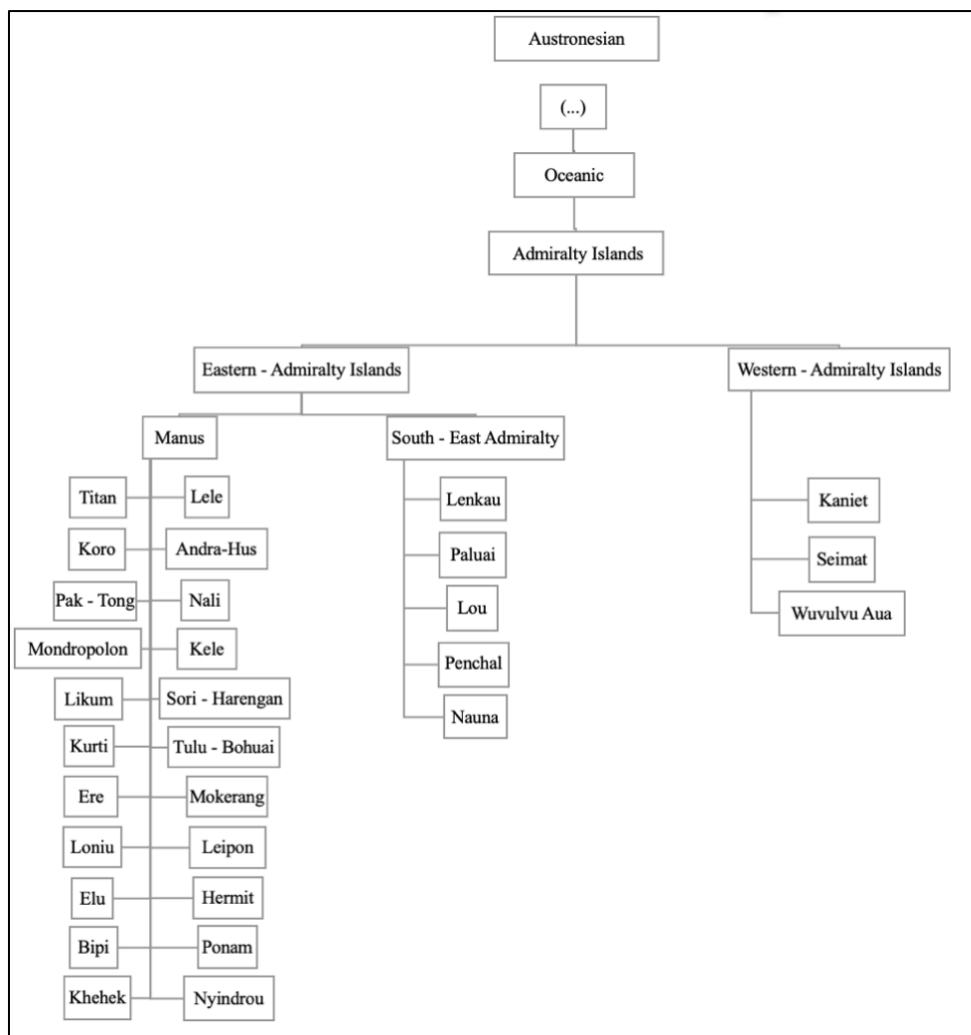 Austronesian
(...)
Oceanic
Admiralty Islands
Eastern - Admiralty Islands
Western - Admiralty Islands
Manus
South - East Admiralty
Titan
Lele
Koro
Andra-Hus
Pak - Tong
Nali
Mondropolon
Kele
Likum
Sori - Harengan
Kurti
Tulu - Bohuai
Ere
Mokerang
Loniu
Leipon
Elu
Hermit
Bipi
Ponam
Khehek
Nyindrou
Lenkau
Paluai
Lou
Penchal
Nauna
Kaniet
Seimat
Wuvulvu Aua